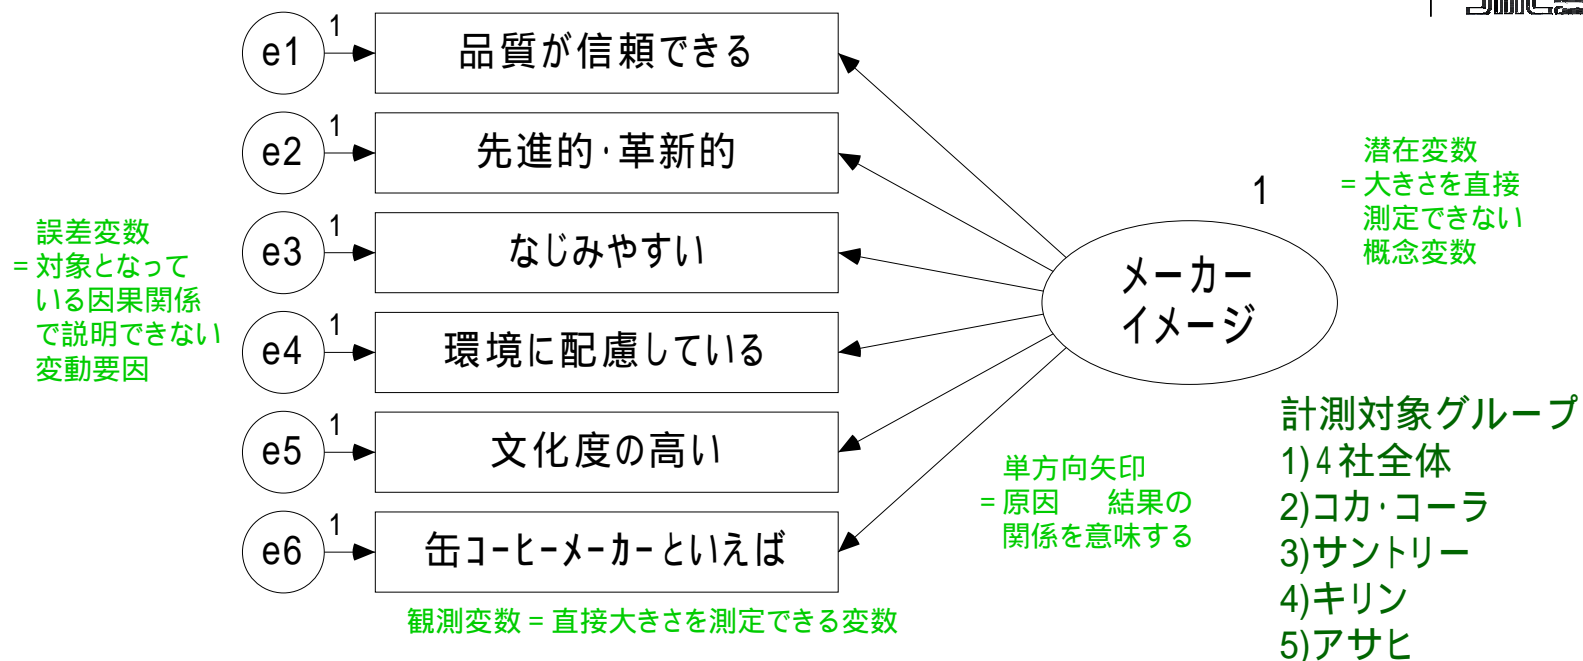 e1
1
品質が信頼できる
e2
1
先進的・革新的
e3
1
なじみやすい
e4
1
環境に配慮している
e5
1
文化度の高い
e6
1
缶コーヒーメーカーといえば
誤差変数
=対象となって
いる因果関係
で説明できない
変動要因
観測変数=直接大きさを測定できる変数
1
メーカー
イメージ
潜在変数
=大きさを直接
測定できない
概念変数
単方向矢印
=原因 結果の
関係を意味する
計測対象グループ
1)4社全体
2)コカ・コーラ
3)サントリー
4)キリン
5)アサヒ